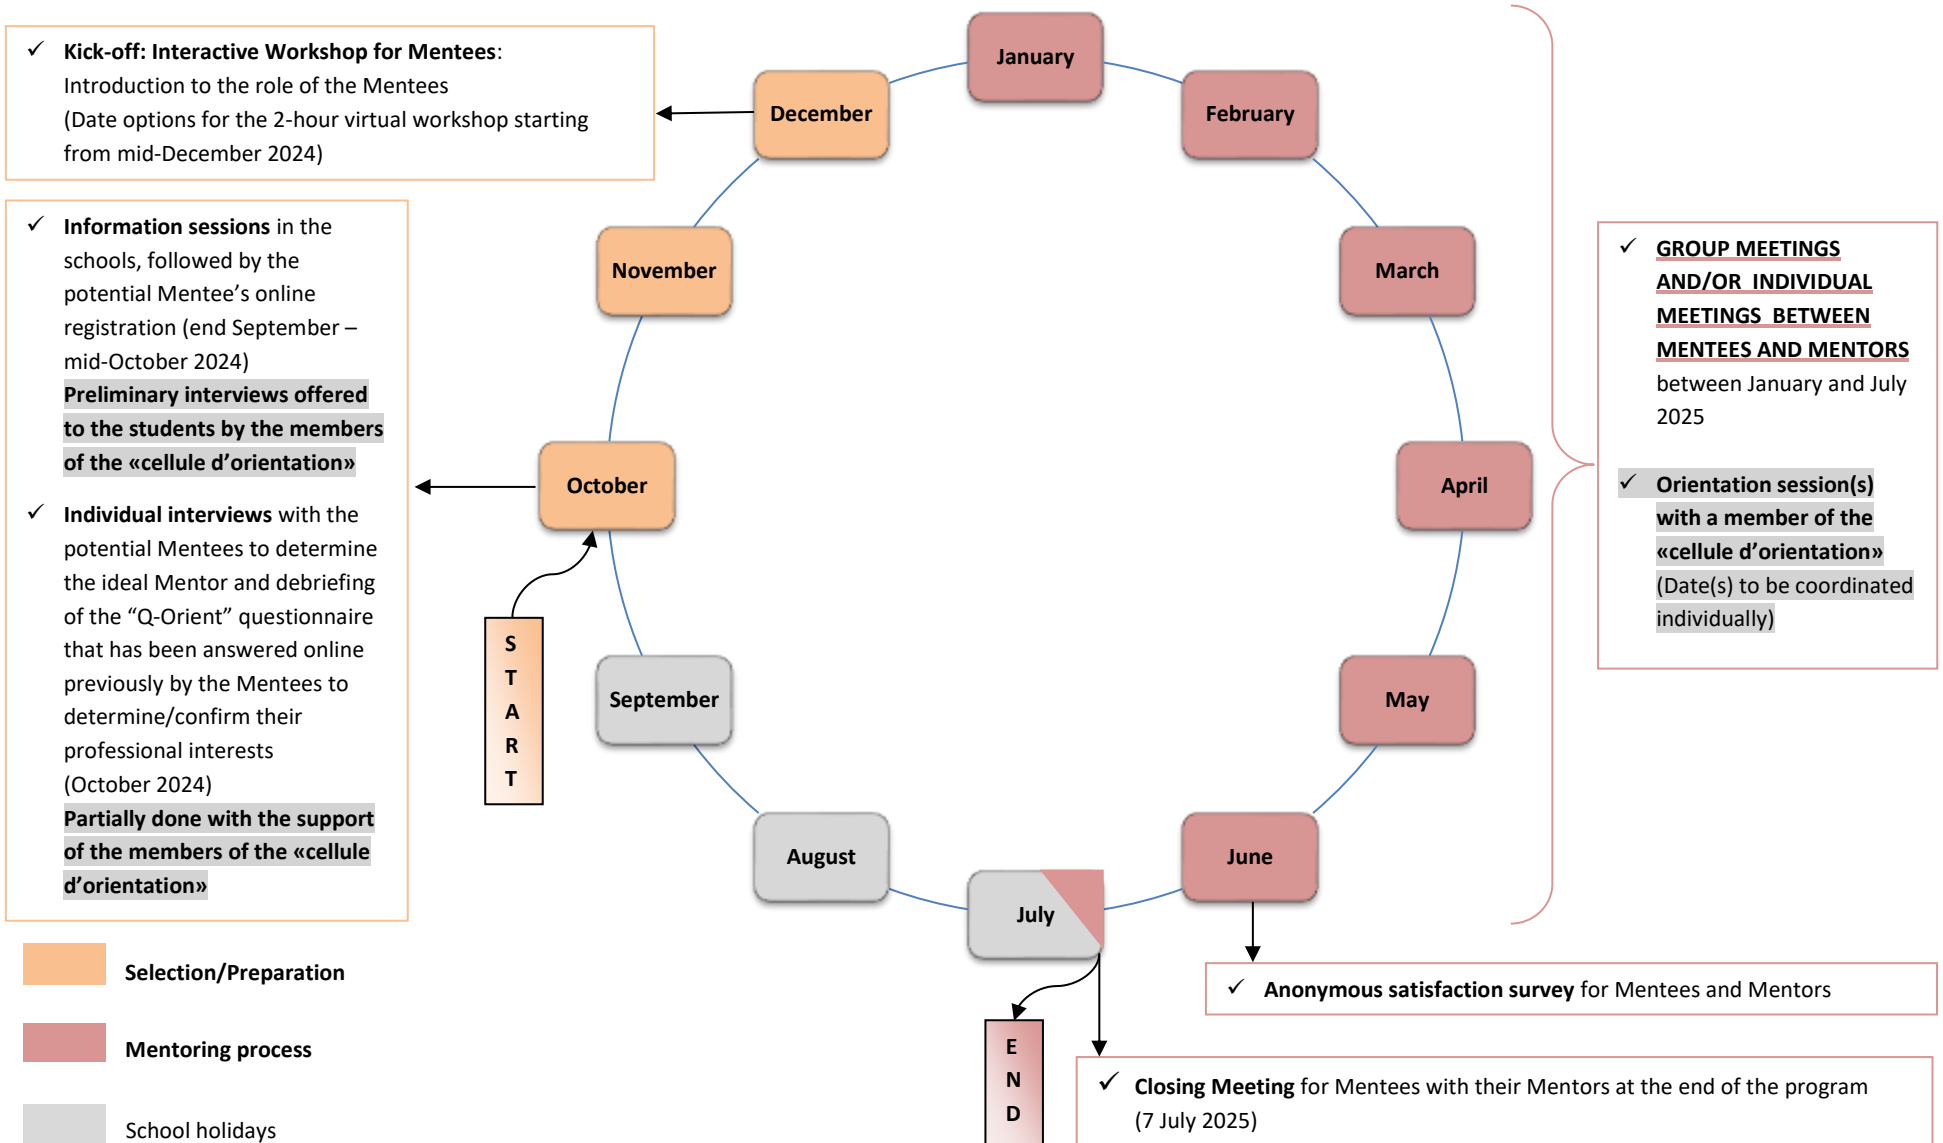 ✓ Kick-off: Interactive Workshop for Mentees:
Introduction to the role of the Mentees
(Date options for the 2-hour virtual workshop starting
from mid-December 2024)
✓ Information sessions in the
schools, followed by the
potential Mentee’s online
registration (end September –
mid-October 2024)
Preliminary interviews offered
to the students by the members
of the «cellule d’orientation»
✓ Individual interviews with the
potential Mentees to determine
the ideal Mentor and debriefing
of the “Q-Orient” questionnaire
that has been answered online
previously by the Mentees to
determine/confirm their
professional interests
(October 2024)
Partially done with the support
of the members of the «cellule
d’orientation»
January
February
March
April
May
June
July
August
September
October
November
December
S
T
A
R
T
E
N
D
✓ GROUP MEETINGS
AND/OR INDIVIDUAL
MEETINGS BETWEEN
MENTEES AND MENTORS
between January and July
2025
✓ Orientation session(s)
with a member of the
«cellule d’orientation»
(Date(s) to be coordinated
individually)
✓ Anonymous satisfaction survey for Mentees and Mentors
✓ Closing Meeting for Mentees with their Mentors at the end of the program
(7 July 2025)
Selection/Preparation
Mentoring process
School holidays